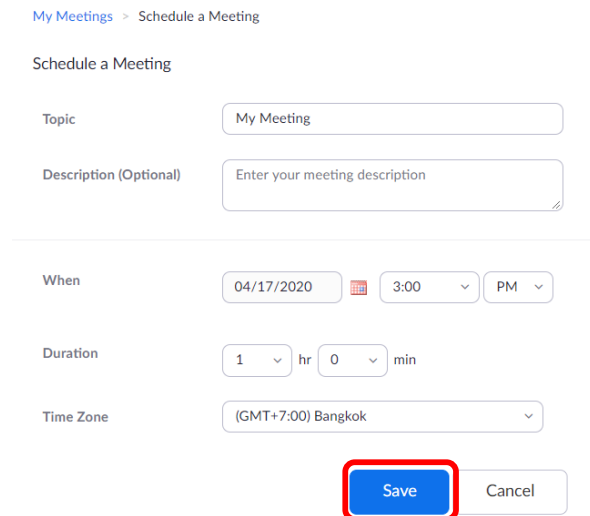 My Meetings > Schedule a Meeting
Schedule a Meeting
Topic My Meeting
Description (Optional) Enter your meeting description
When 04/17/2020 3:00 PM
Duration 1 hr 0 min
Time Zone (GMT+7:00) Bangkok
Save Cancel